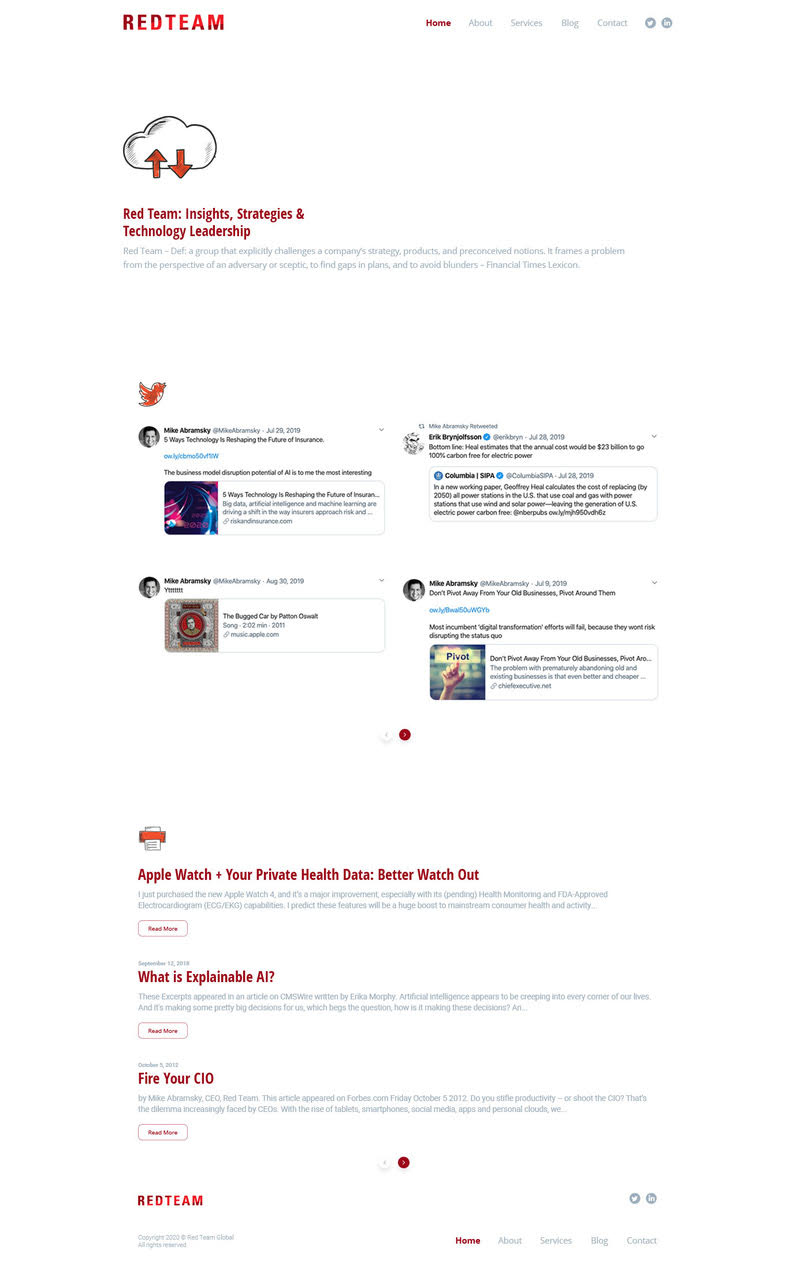 REDTEAM
Home About Services Blog Contact
Red Team: Insights, Strategies &
Technology Leadership
Red Team – Def: a group that explicitly challenges a company's strategy, products, and preconceived notions. It frames a problem
from the perspective of an adversary or sceptic, to find gaps in plans, and to avoid blunders – Financial Times Lexicon.
Mike Abramsky @MikeAbramsky · Jul 29, 2019
5 Ways Technology Is Reshaping the Future of Insurance.
ow.ly/cbmo50vf1iW
The business model disruption potential of AI is to me the most interesting
2020
5 Ways Technology Is Reshaping the Future of Insuran...
Big data, artificial intelligence and machine learning are
driving a shift in the way insurers approach risk and ...
riskandinsurance.com
Mike Abramsky Retweeted
Erik Brynjolfsson @erikbryn · Jul 28, 2019
Bottom line: Heal estimates that the annual cost would be $23 billion to go
100% carbon free for electric power
Columbia | SIPA @ColumbiaSIPA · Jul 28, 2019
In a new working paper, Geoffrey Heal calculates the cost of replacing (by
2050) all power stations in the U.S. that use coal and gas with power
stations that use wind and solar power—leaving the generation of U.S.
electric power carbon free: @nberpubs ow.ly/mjh950vdh6z
Mike Abramsky @MikeAbramsky · Aug 30, 2019
Ytttttttt
The Bugged Car by Patton Oswalt
Song · 2:02 min · 2011
music.apple.com
Mike Abramsky @MikeAbramsky · Jul 9, 2019
Don't Pivot Away From Your Old Businesses, Pivot Around Them
ow.ly/Bwal50uWGYb
Most incumbent 'digital transformation' efforts will fail, because they wont risk
disrupting the status quo
Pivot
Don't Pivot Away From Your Old Businesses, Pivot Aro...
The problem with prematurely abandoning old and
existing businesses is that even better and cheaper ...
chiefexecutive.net
Apple Watch + Your Private Health Data: Better Watch Out
I just purchased the new Apple Watch 4, and it's a major improvement, especially with its (pending) Health Monitoring and FDA-Approved
Electrocardiogram (ECG/EKG) capabilities. I predict these features will be a huge boost to mainstream consumer health and activity...
Read More
September 12, 2018
What is Explainable AI?
These Excerpts appeared in an article on CMSWire written by Erika Morphy. Artificial intelligence appears to be creeping into every corner of our lives.
And it's making some pretty big decisions for us, which begs the question, how is it making these decisions? An...
Read More
October 5, 2012
Fire Your CIO
by Mike Abramsky, CEO, Red Team. This article appeared on Forbes.com Friday October 5 2012. Do you stifle productivity – or shoot the CIO? That's
the dilemma increasingly faced by CEOs. With the rise of tablets, smartphones, social media, apps and personal clouds, we...
Read More
REDTEAM
Copyright 2020 © Red Team Global
All rights reserved
Home About Services Blog Contact